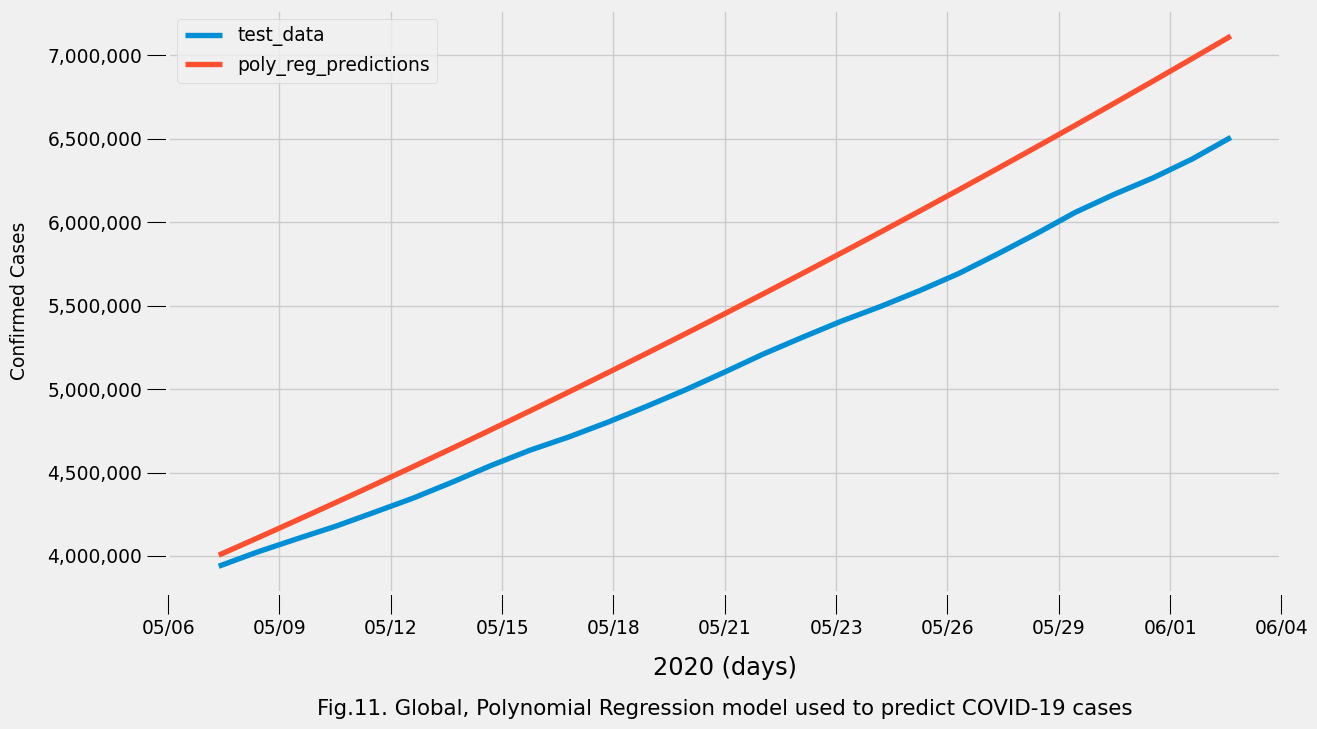 test_data
poly_reg_predictions
7,000,000
6,500,000
6,000,000
5,500,000
5,000,000
4,500,000
4,000,000
Confirmed Cases
05/06 05/09 05/12 05/15 05/18 05/21 05/23 05/26 05/29 06/01 06/04
2020 (days)
Fig.11. Global, Polynomial Regression model used to predict COVID-19 cases